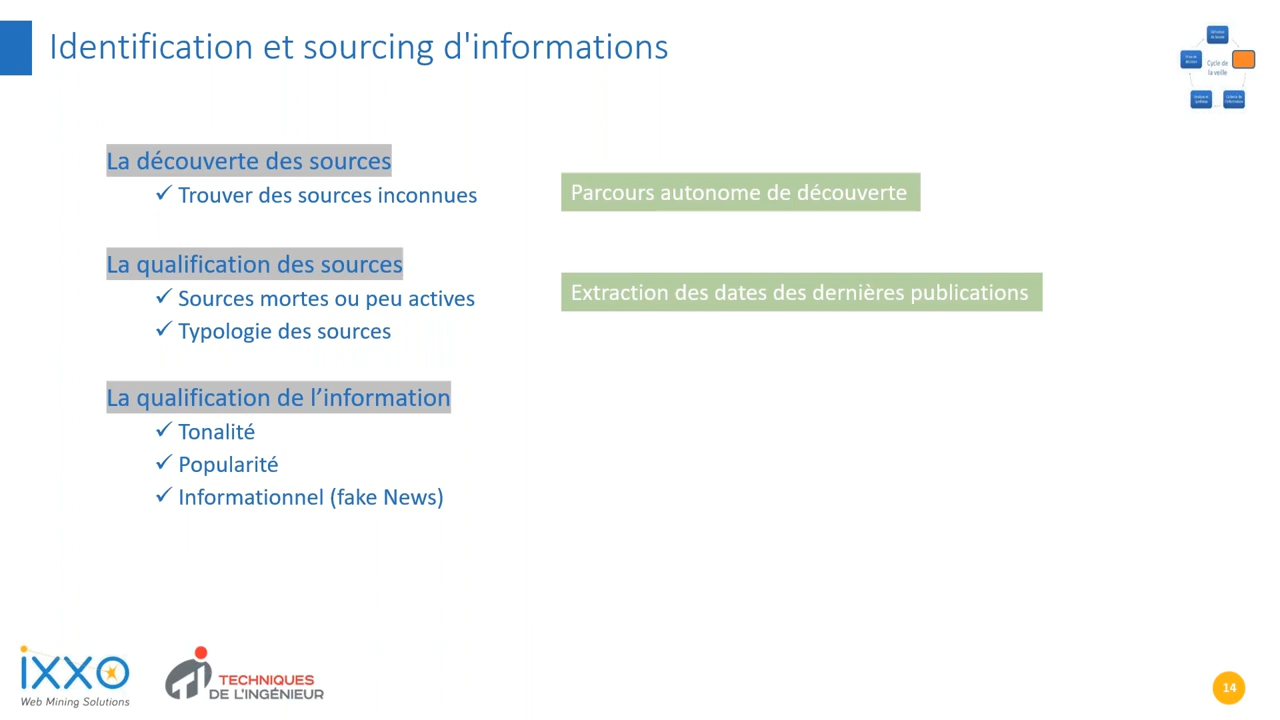 Identification et sourcing d'informations
Cycle de
la veille
La découverte des sources
✓ Trouver des sources inconnues
Parcours autonome de découverte
La qualification des sources
✓ Sources mortes ou peu actives
Extraction des dates des dernières publications
✓ Typologie des sources
La qualification de l’information
✓ Tonalité
✓ Popularité
✓ Informationnel (fake News)
ixxo
Web Mining Solutions
TECHNIQUES
DE L'INGÉNIEUR
14